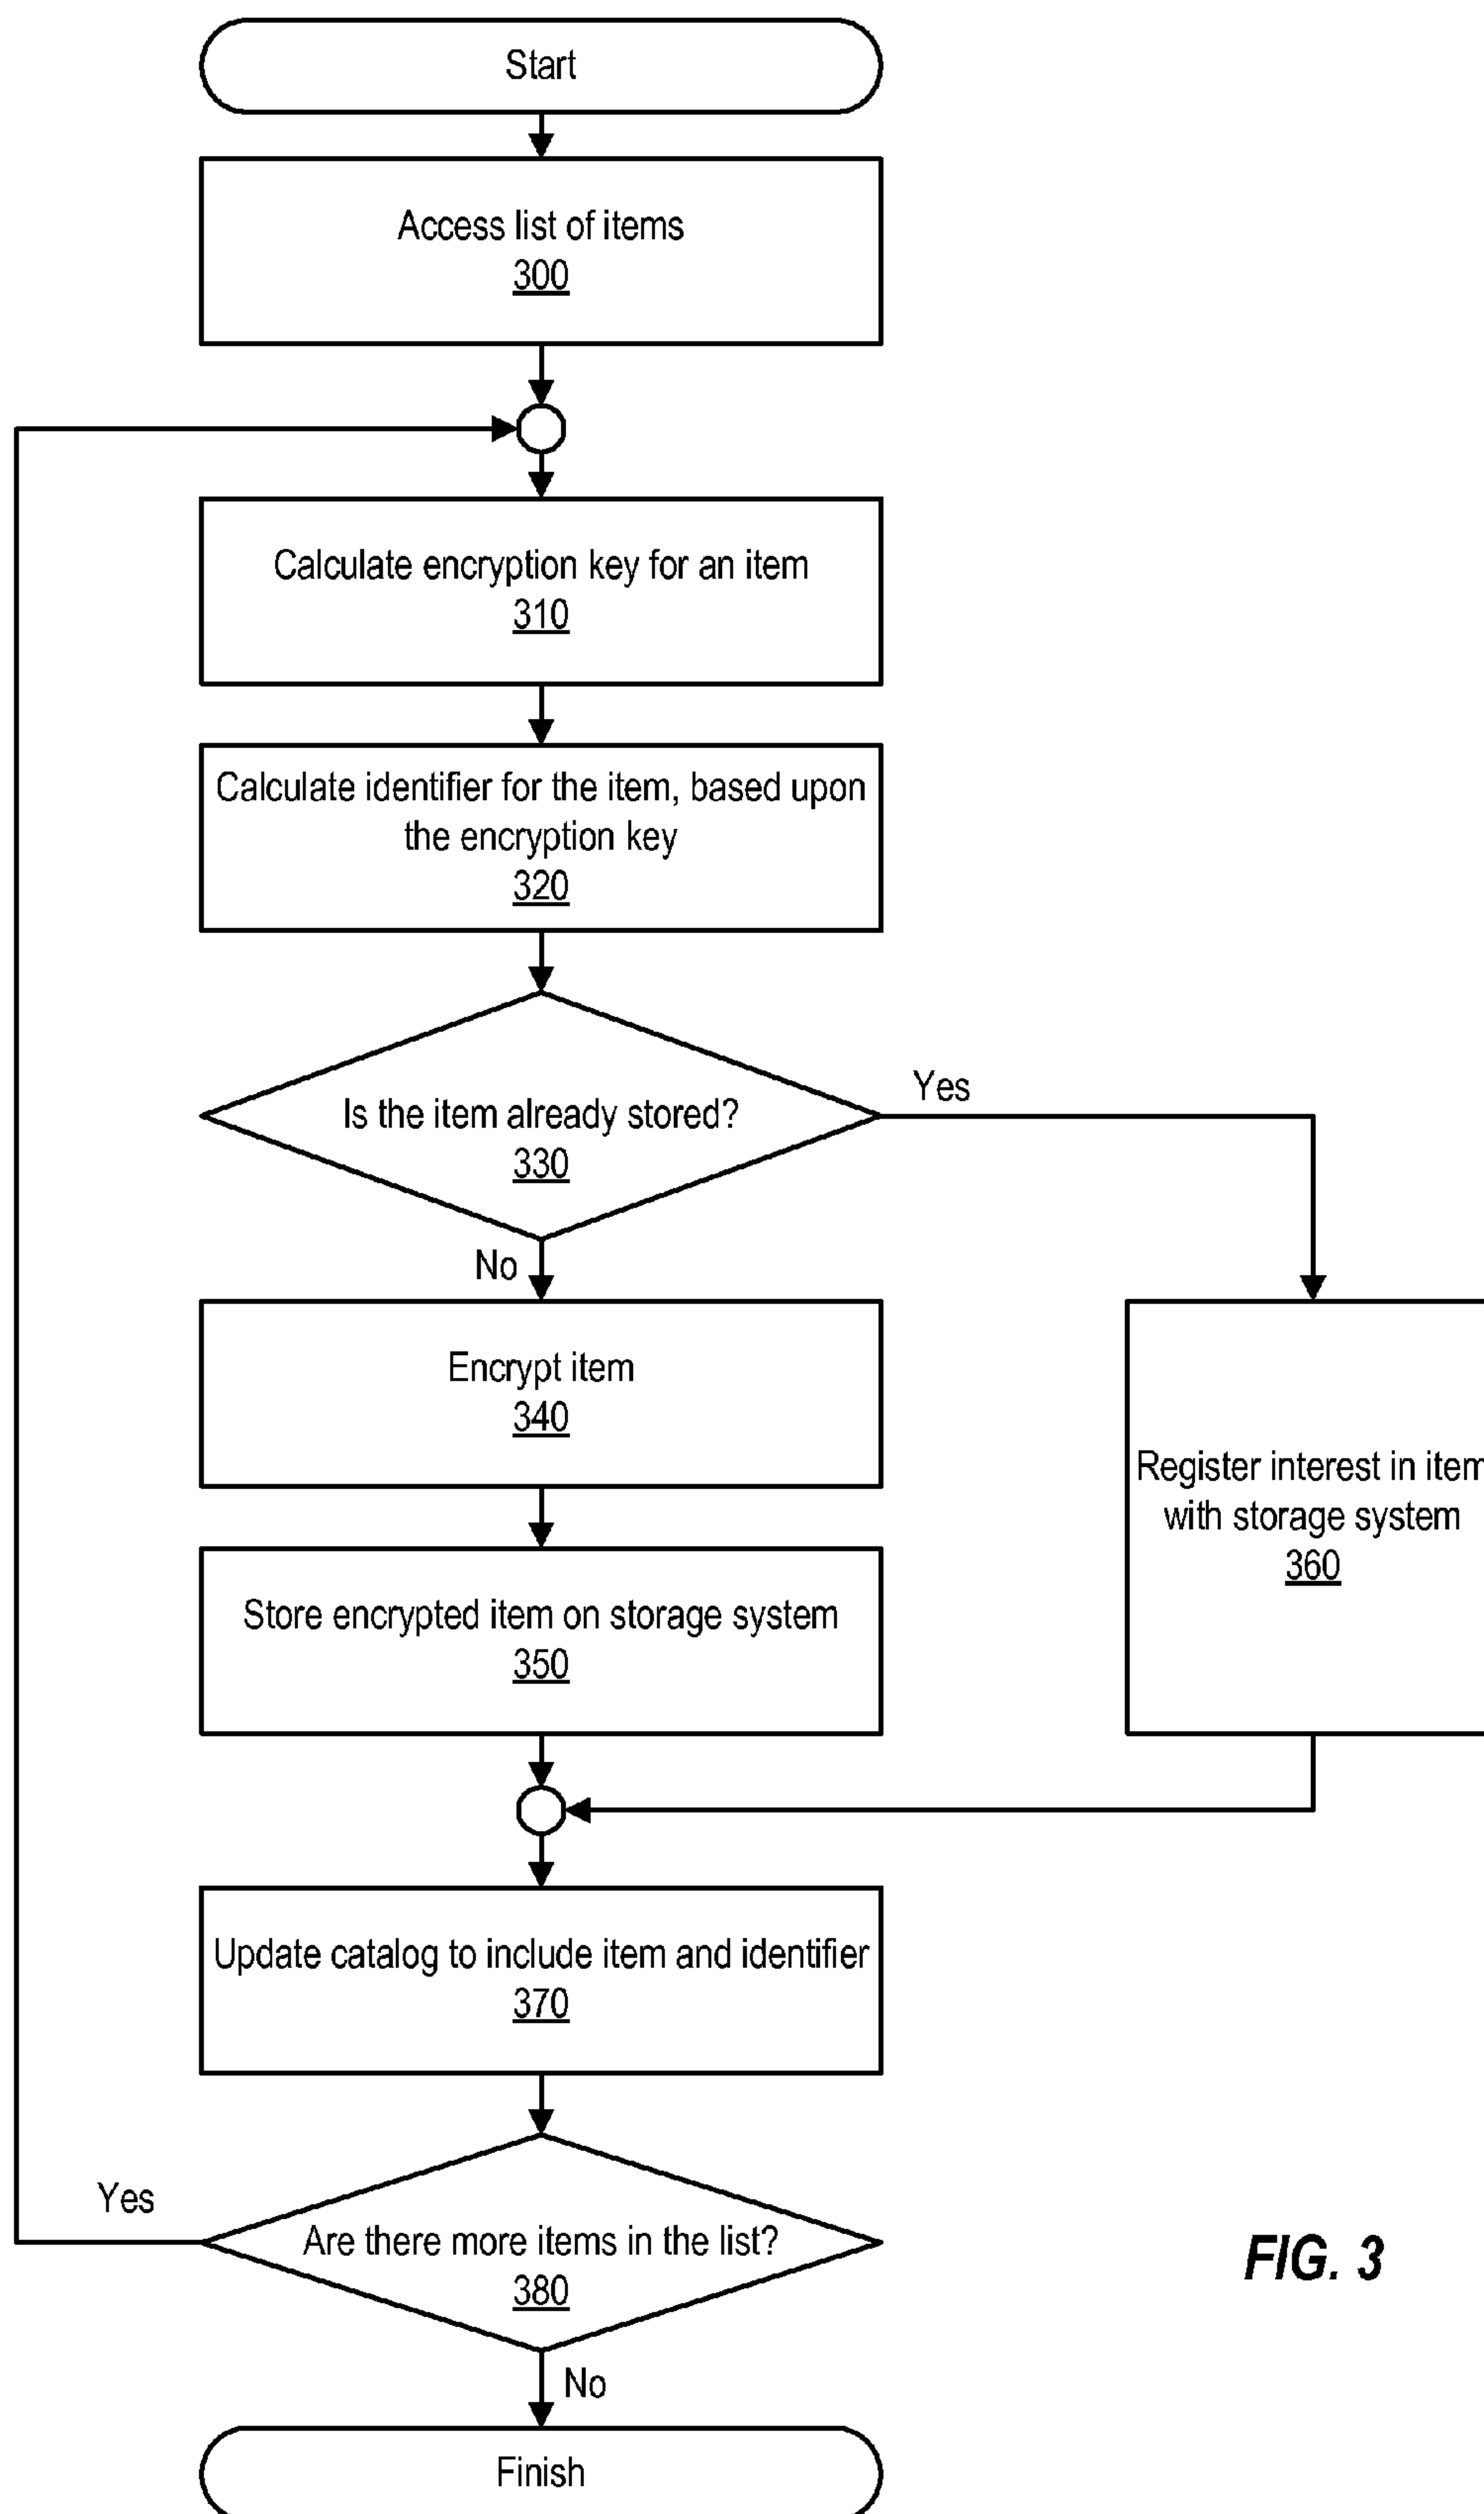 Start
Access list of items
300
Calculate encryption key for an item
310
Calculate identifier for the item, based upon
the encryption key
320
Is the item already stored?
330
Yes
No
Encrypt item
340
Register interest in item
with storage system
360
Store encrypted item on storage system
350
Update catalog to include item and identifier
370
Yes
Are there more items in the list?
380
No
FIG. 3
Finish